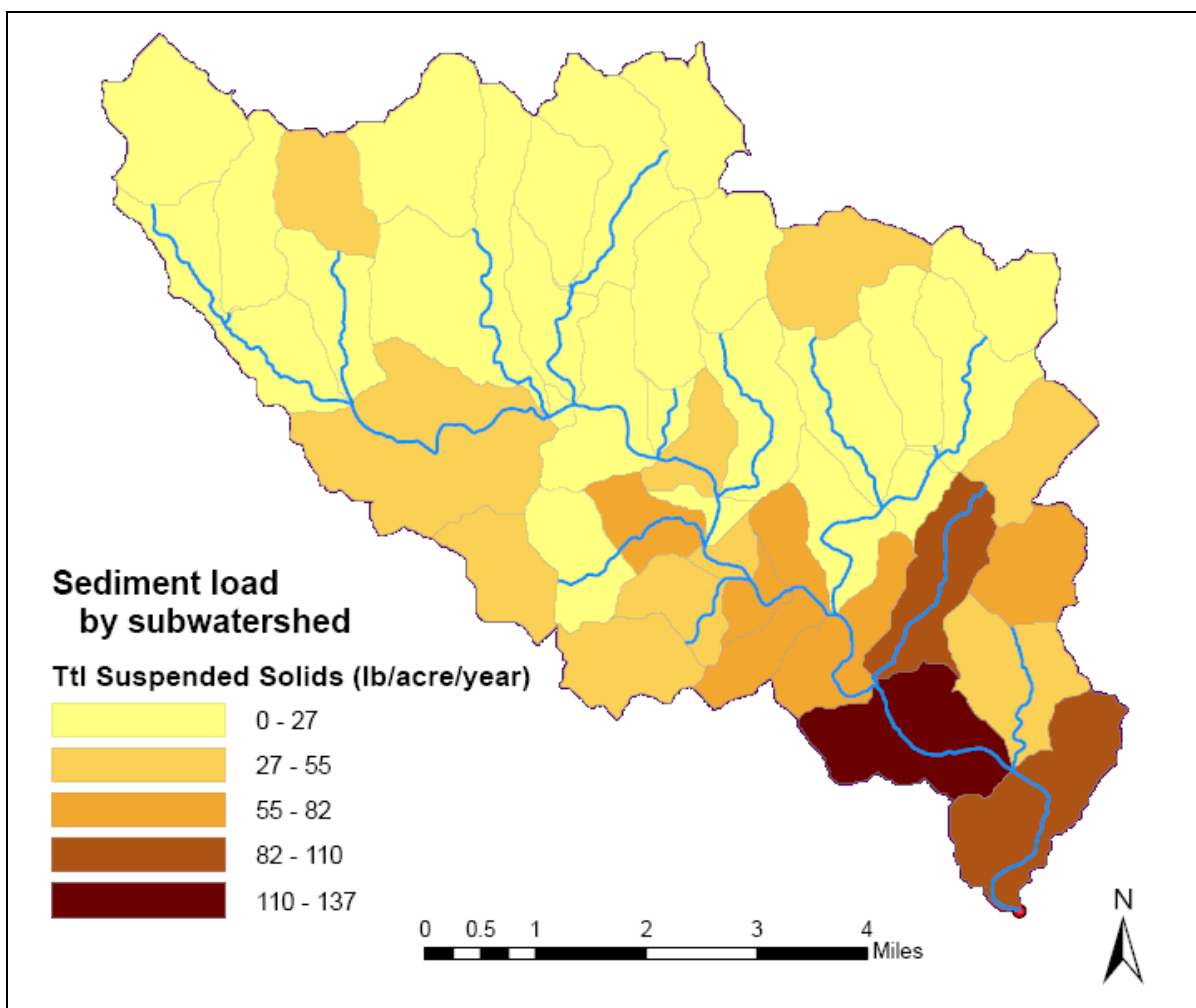 Sediment load
by subwatershed
Ttl Suspended Solids (lb/acre/year)
0 - 27
27 - 55
55 - 82
82 - 110
110 - 137
0 0.5 1 2 3 4
Miles
N